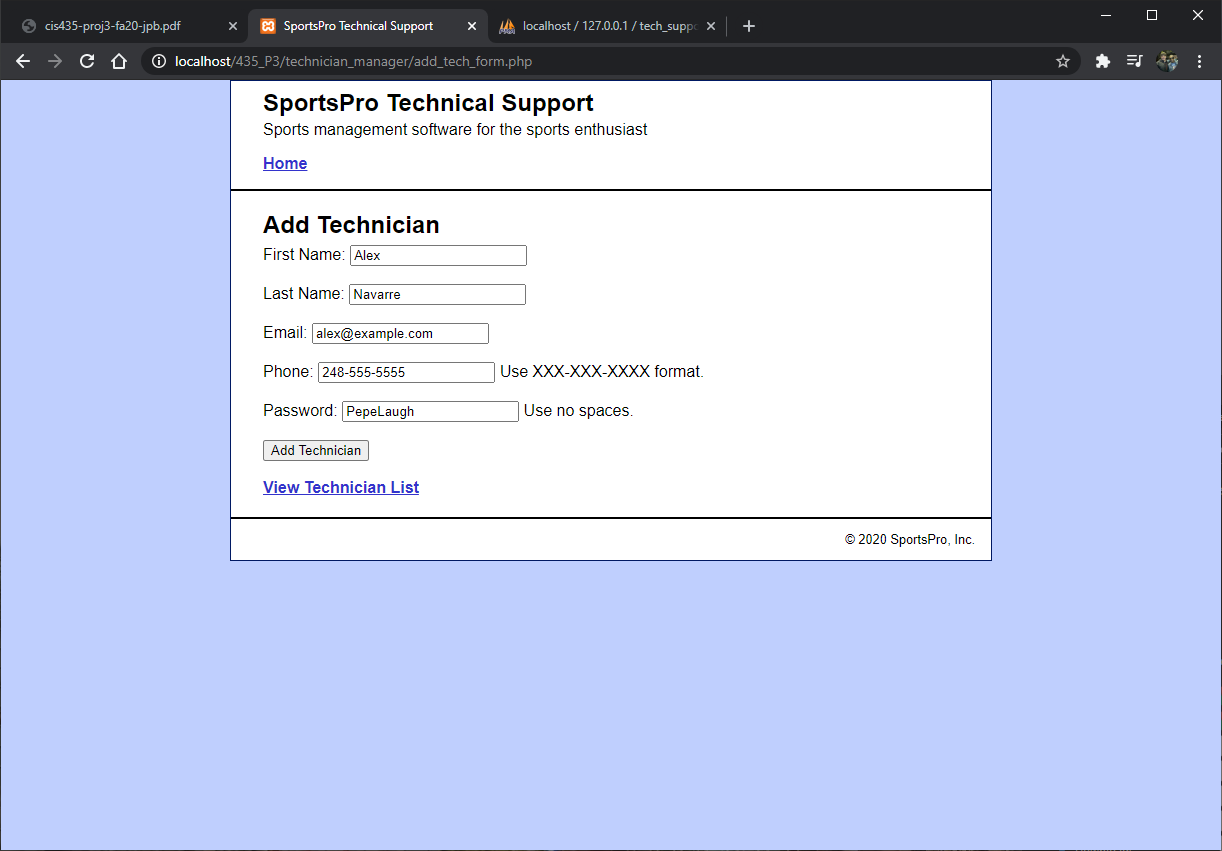 cis435-proj3-fa20-jpb.pdf
SportsPro Technical Support
localhost / 127.0.0.1 / tech_supp
localhost/435_P3/technician_manager/add_tech_form.php
SportsPro Technical Support
Sports management software for the sports enthusiast
Home
Add Technician
First Name: Alex
Last Name: Navarre
Email: alex@example.com
Phone: 248-555-5555 Use XXX-XXX-XXXX format.
Password: PepeLaugh Use no spaces.
Add Technician
View Technician List
© 2020 SportsPro, Inc.